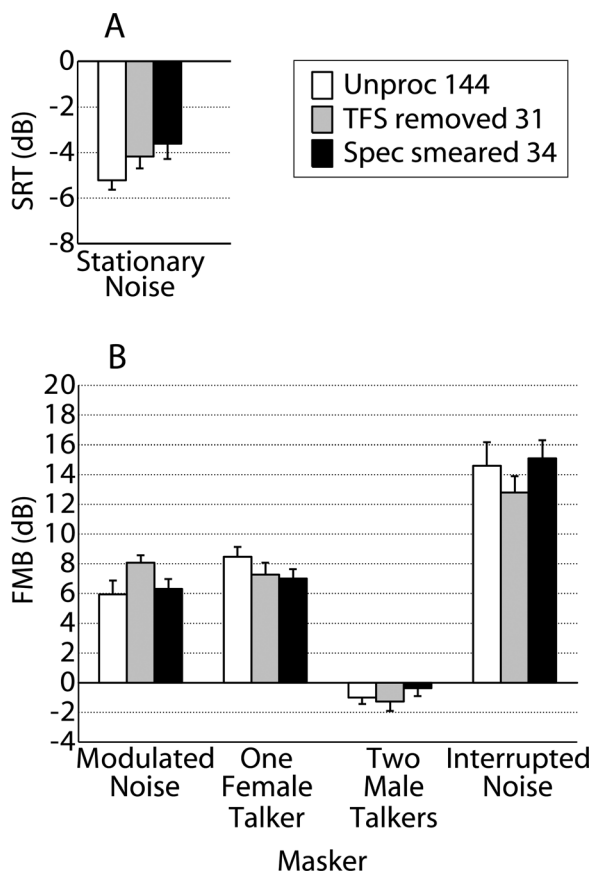 A
0
-2
-4
-6
-8
SRT (dB)
Stationary
Noise
Unproc 144
TFS removed 31
Spec smeared 34
B
20
18
16
14
12
10
8
6
4
2
0
-2
-4
FMB (dB)
Modulated
Noise
One
Female
Talker
Two
Male
Talkers
Interrupted
Noise
Masker